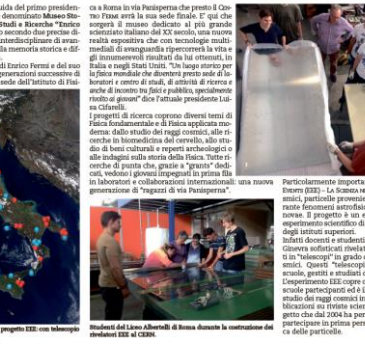 uida del primo presiden-
denominato Museo Sto-
Studi e Ricerche "Enrico
o secondo due precise di-
interdisciplinare di avan-
la memoria storica e dif-
di Enrico Fermi e del suo
generazioni successive di
sede dell'Istituto di Fisi-
progetto EEE: con telescopio
ca a Roma in via Panisperna che presto il CEN-
TRO FERMI avrà la sua sede finale. E' qui che
sorgerà il museo dedicato al più grande
scienziato italiano del XX secolo, una nuova
realtà espositiva che con tecnologie multi-
mediali di avanguardia ripercorrerà la vita e
gli innumerevoli risultati da lui ottenuti, in
Italia e negli Stati Uniti. "Un luogo storico per
la fisica mondiale che diventerà presto sede di la-
boratori e centro di studi, di attività di ricerca e
anche di incontro tra fisici e pubblico, specialmente
rivolto ai giovani" dice l'attuale presidente Lui-
sa Cifarelli.
I progetti di ricerca coprono diversi temi di
Fisica fondamentale e di Fisica applicata mo-
derna: dallo studio dei raggi cosmici, alle ri-
cerche in biomedicina del cervello, allo stu-
dio di beni culturali e reperti archeologici o
alle indagini sulla storia della Fisica. Tutte ri-
cerche di punta che, grazie a "grants" dedi-
cati, vedono i giovani impegnati in prima fila
in laboratori e collaborazioni internazionali: una nuova
generazione di "ragazzi di via Panisperna".
Studenti del Liceo Albertelli di Roma durante la costruzione dei
rivelatori EEE al CERN.
Particolarmente importa
EVENTS (EEE) – LA SCIENZA N
smici, particelle provenie
rante fenomeni astrofisi
novae. Il progetto è un e
esperimento scientifico di
degli istituti superiori.
Infatti docenti e studenti
Ginevra sofisticati rivelat
ti in "telescopi" in grado d
smici. Questi "telescopi
scuole, gestiti e studiati d
L'esperimento EEE copre o
scuole partecipanti ed è il
studio dei raggi cosmici in
blicazioni su riviste scien
getto che dal 2004 ha per
partecipare in prima pers
ca delle particelle.